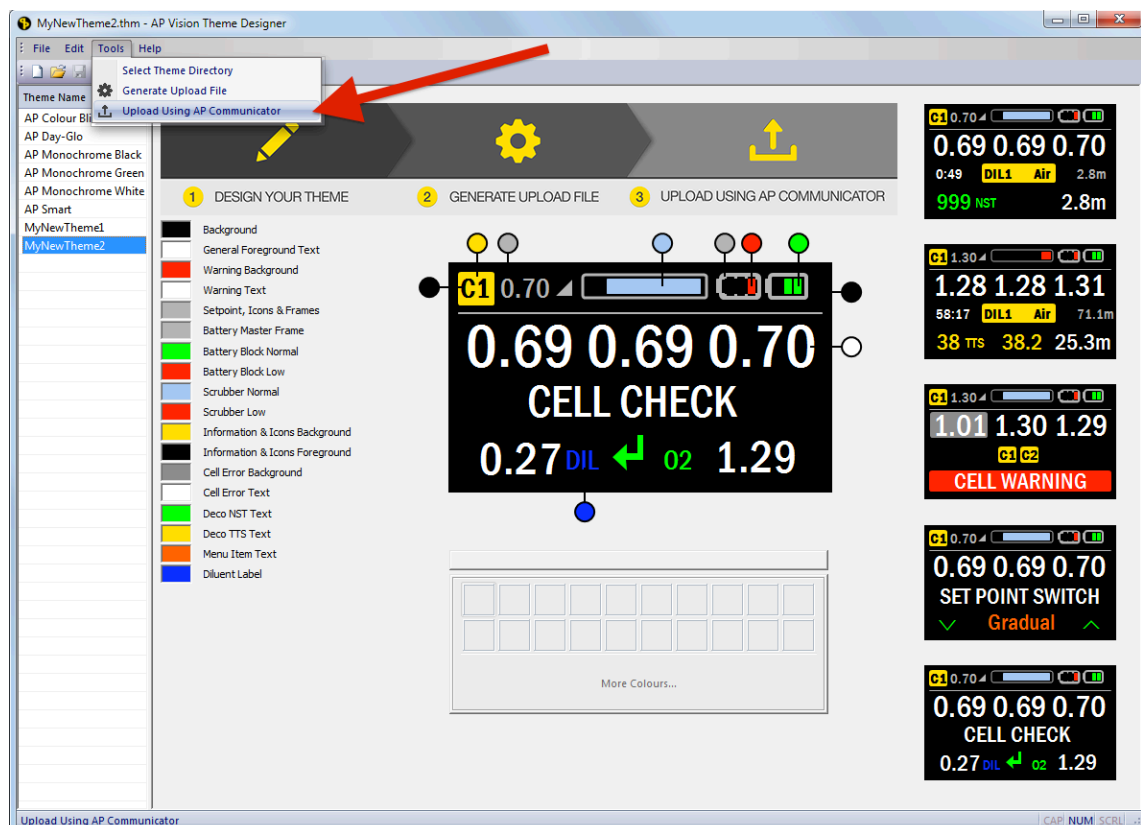 MyNewTheme2.thm - AP Vision Theme Designer
File Edit Tools Help
Select Theme Directory
Generate Upload File
Upload Using AP Communicator
Theme Name
AP Colour Bli
AP Day-Glo
AP Monochrome Black
AP Monochrome Green
AP Monochrome White
AP Smart
MyNewTheme1
MyNewTheme2
1 DESIGN YOUR THEME
2 GENERATE UPLOAD FILE
3 UPLOAD USING AP COMMUNICATOR
Background
General Foreground Text
Warning Background
Warning Text
Setpoint, Icons & Frames
Battery Master Frame
Battery Block Normal
Battery Block Low
Scrubber Normal
Scrubber Low
Information & Icons Background
Information & Icons Foreground
Cell Error Background
Cell Error Text
Deco NST Text
Deco TTS Text
Menu Item Text
Diluent Label
C1 0.70
0.69 0.69 0.70
CELL CHECK
0.27 DIL O2 1.29
More Colours...
C1 0.70
0.69 0.69 0.70
0:49 DIL1 Air 2.8m
999 NST 2.8m
C1 1.30
1.28 1.28 1.31
58:17 DIL1 Air 71.1m
38 TTS 38.2 25.3m
C1 1.30
1.01 1.30 1.29
C1 C2
CELL WARNING
C1 0.70
0.69 0.69 0.70
SET POINT SWITCH
Gradual
C1 0.70
0.69 0.69 0.70
CELL CHECK
0.27 DIL O2 1.29
Upload Using AP Communicator
CAP NUM SCRL